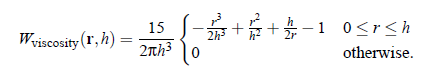 W_viscosity(r, h) = 15/(2πh³) { −r³/(2h³) + r²/h² + h/(2r) − 1   0 ≤ r ≤ h
0   otherwise.